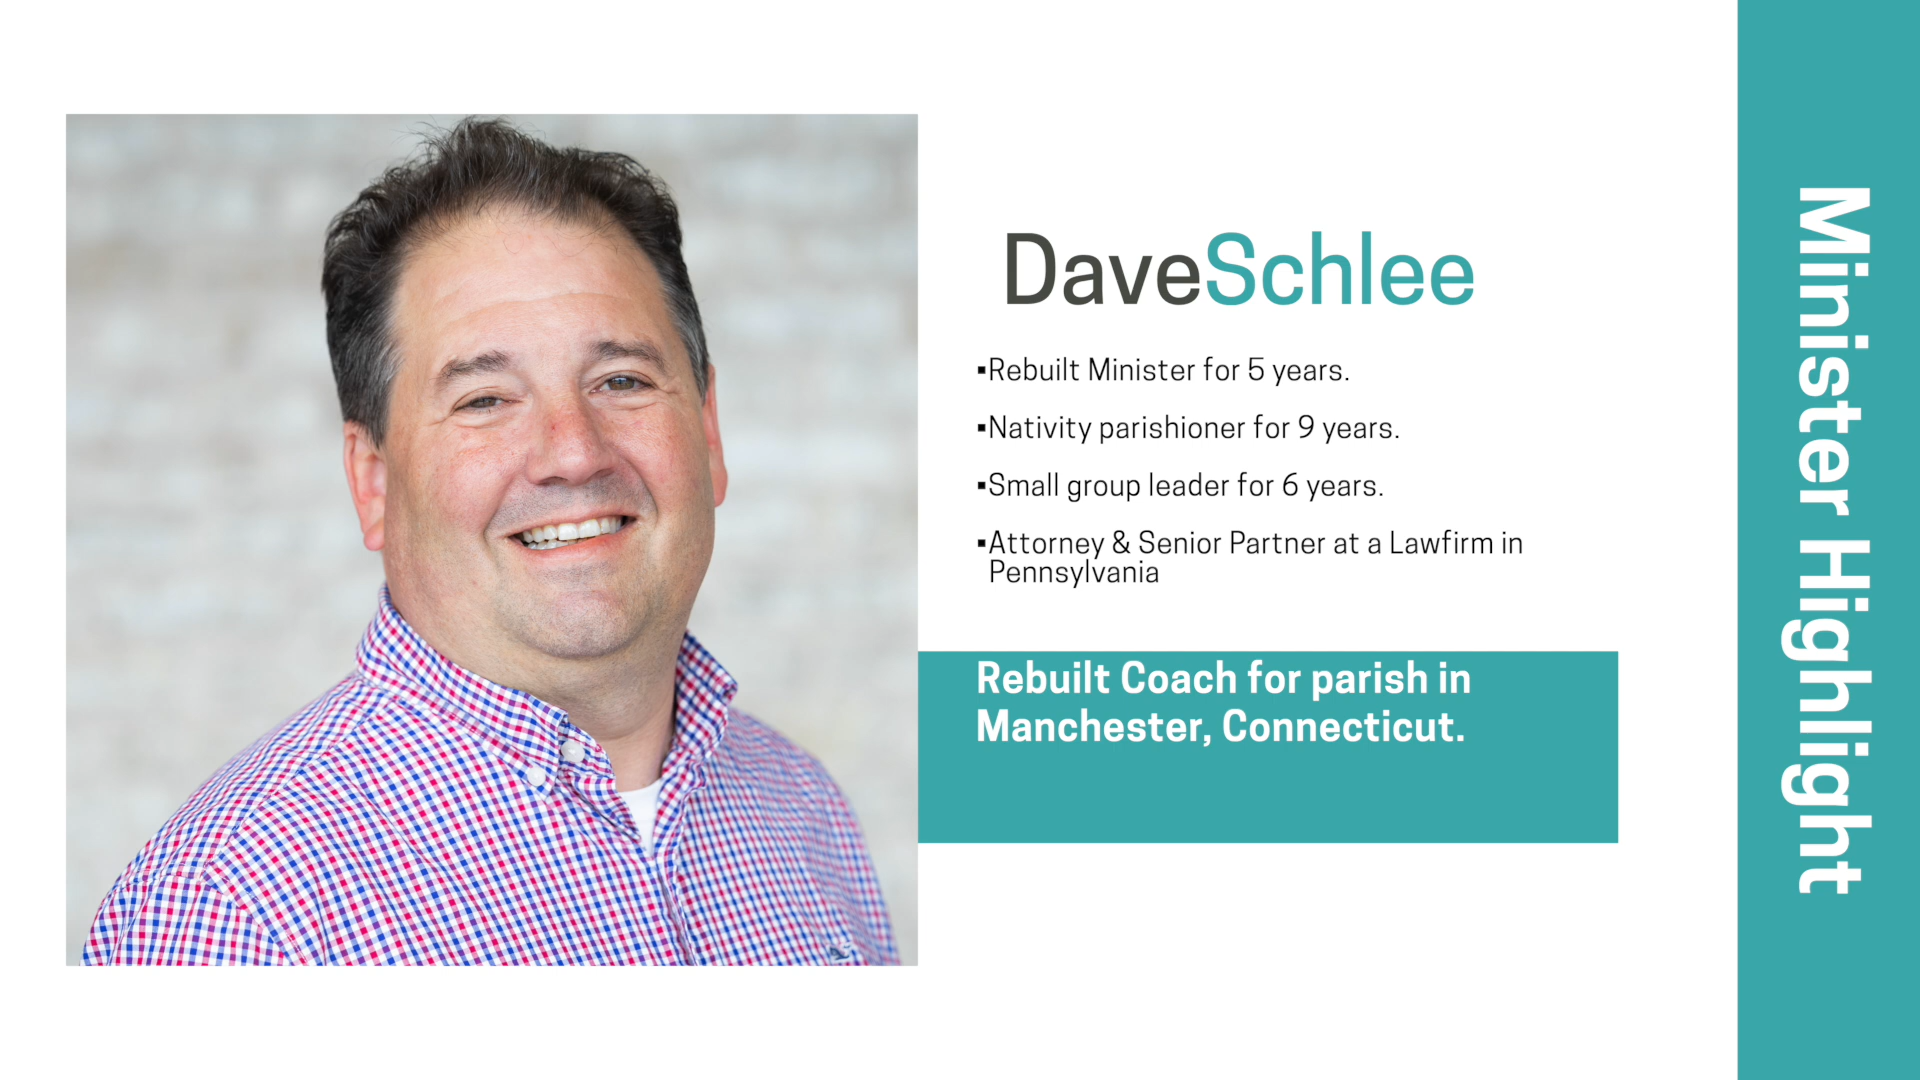 DaveSchlee
▪Rebuilt Minister for 5 years.
▪Nativity parishioner for 9 years.
▪Small group leader for 6 years.
▪Attorney & Senior Partner at a Lawfirm in
Pennsylvania
Rebuilt Coach for parish in
Manchester, Connecticut.
Minister Highlight